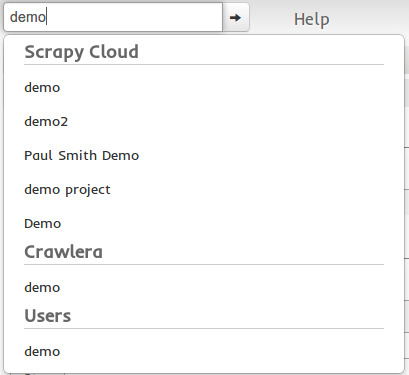 demo
Help
Scrapy Cloud
demo
demo2
Paul Smith Demo
demo project
Demo
Crawlera
demo
Users
demo